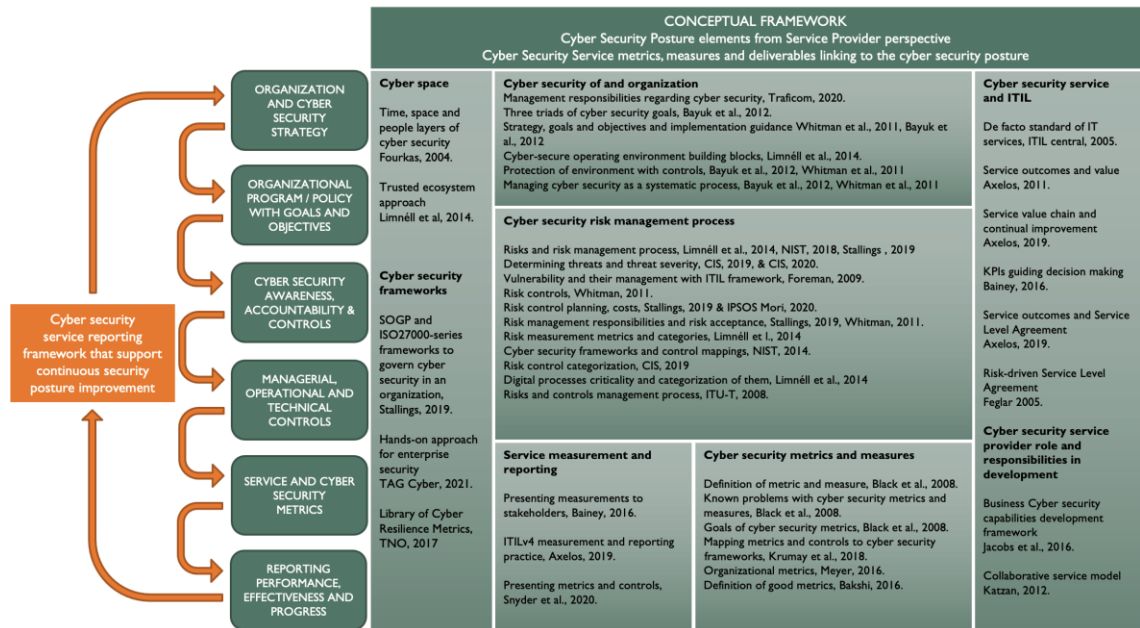 CONCEPTUAL FRAMEWORK
Cyber Security Posture elements from Service Provider perspective
Cyber Security Service metrics, measures and deliverables linking to the cyber security posture
Cyber security
service reporting
framework that support
continuous security
posture improvement
ORGANIZATION
AND CYBER
SECURITY
STRATEGY
ORGANIZATIONAL
PROGRAM / POLICY
WITH GOALS AND
OBJECTIVES
CYBER SECURITY
AWARENESS,
ACCOUNTABILITY &
CONTROLS
MANAGERIAL,
OPERATIONAL AND
TECHNICAL
CONTROLS
SERVICE AND CYBER
SECURITY
METRICS
REPORTING
PERFORMANCE,
EFFECTIVENESS AND
PROGRESS
Cyber space
Time, space and
people layers of
cyber security
Fourkas, 2004.
Trusted ecosystem
approach
Limnéll et al, 2014.
Cyber security
frameworks
SOGP and
ISO27000-series
frameworks to
govern cyber
security in an
organization,
Stallings, 2019.
Hands-on approach
for enterprise
security
TAG Cyber, 2021.
Library of Cyber
Resilience Metrics,
TNO, 2017
Cyber security of and organization
Management responsibilities regarding cyber security, Traficom, 2020.
Three triads of cyber security goals, Bayuk et al., 2012.
Strategy, goals and objectives and implementation guidance Whitman et al., 2011, Bayuk et
al., 2012
Cyber-secure operating environment building blocks, Limnéll et al., 2014.
Protection of environment with controls, Bayuk et al., 2012, Whitman et al., 2011
Managing cyber security as a systematic process, Bayuk et al., 2012, Whitman et al., 2011
Cyber security risk management process
Risks and risk management process, Limnéll et al., 2014, NIST, 2018, Stallings , 2019
Determining threats and threat severity, CIS, 2019, & CIS, 2020.
Vulnerability and their management with ITIL framework, Foreman, 2009.
Risk controls, Whitman, 2011.
Risk control planning, costs, Stallings, 2019 & IPSOS Mori, 2020.
Risk management responsibilities and risk acceptance, Stallings, 2019, Whitman, 2011.
Risk measurement metrics and categories, Limnéll et l., 2014
Cyber security frameworks and control mappings, NIST, 2014.
Risk control categorization, CIS, 2019
Digital processes criticality and categorization of them, Limnéll et al., 2014
Risks and controls management process, ITU-T, 2008.
Service measurement and
reporting
Presenting measurements to
stakeholders, Bainey, 2016.
ITILv4 measurement and reporting
practice, Axelos, 2019.
Presenting metrics and controls,
Snyder et al., 2020.
Cyber security metrics and measures
Definition of metric and measure, Black et al., 2008.
Known problems with cyber security metrics and
measures, Black et al., 2008.
Goals of cyber security metrics, Black et al., 2008.
Mapping metrics and controls to cyber security
frameworks, Krumay et al., 2018.
Organizational metrics, Meyer, 2016.
Definition of good metrics, Bakshi, 2016.
Cyber security service
and ITIL
De facto standard of IT
services, ITIL central, 2005.
Service outcomes and value
Axelos, 2011.
Service value chain and
continual improvement
Axelos, 2019.
KPIs guiding decision making
Bainey, 2016.
Service outcomes and Service
Level Agreement
Axelos, 2019.
Risk-driven Service Level
Agreement
Feglar 2005.
Cyber security service
provider role and
responsibilities in
development
Business Cyber security
capabilities development
framework
Jacobs et al., 2016.
Collaborative service model
Katzan, 2012.